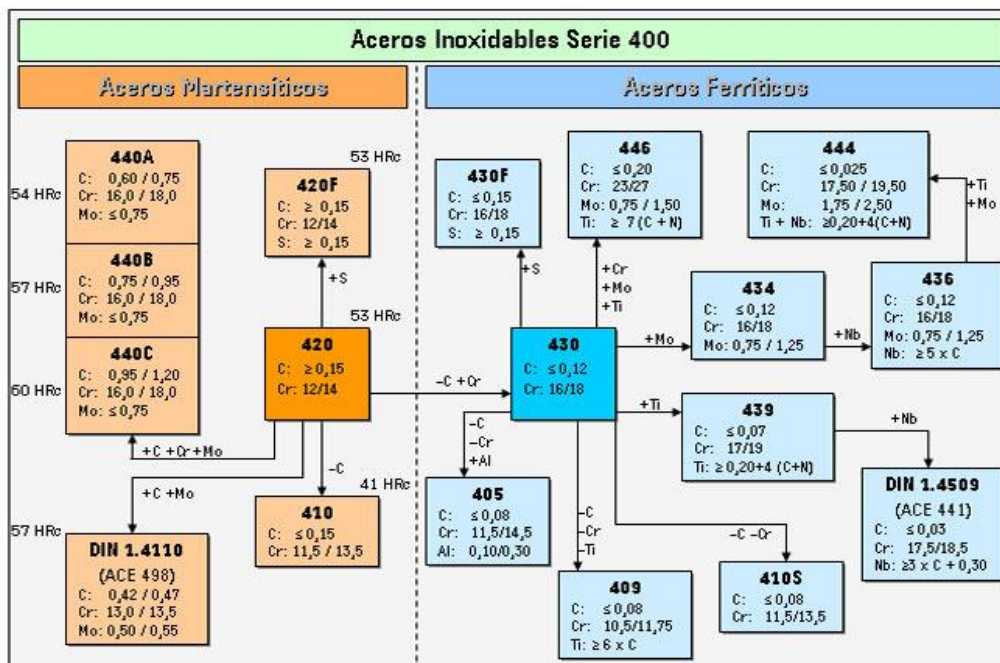 Aceros Inoxidables Serie 400
Aceros Martensíticos
Aceros Ferríticos
54 HRc
440A
C: 0,60 / 0,75
Cr: 16,0 / 18,0
Mo: ≤ 0,75
57 HRc
440B
C: 0,75 / 0,95
Cr: 16,0 / 18,0
Mo: ≤ 0,75
60 HRc
440C
C: 0,95 / 1,20
Cr: 16,0 / 18,0
Mo: ≤ 0,75
53 HRc
420F
C: ≥ 0,15
Cr: 12/14
S: ≥ 0,15
+S
53 HRc
420
C: ≥ 0,15
Cr: 12/14
+C +Cr+Mo
+C +Mo
-C
-C +Cr
57 HRc
DIN 1.4110
(ACE 498)
C: 0,42 / 0,47
Cr: 13,0 / 13,5
Mo: 0,50 / 0,55
41 HRc
410
C: ≤ 0,15
Cr: 11,5 / 13,5
430F
C: ≤ 0,15
Cr: 16/18
S: ≥ 0,15
+S
446
C: ≤ 0,20
Cr: 23/27
Mo: 0,75 / 1,50
Ti: ≥ 7 (C + N)
+Cr
+Mo
+Ti
444
C: ≤ 0,025
Cr: 17,50 / 19,50
Mo: 1,75 / 2,50
Ti + Nb: ≥0,20+4(C+N)
+Ti
+Mo
430
C: ≤ 0,12
Cr: 16/18
+Mo
434
C: ≤ 0,12
Cr: 16/18
Mo: 0,75 / 1,25
+Nb
436
C: ≤ 0,12
Cr: 16/18
Mo: 0,75 / 1,25
Nb: ≥ 5 x C
+Ti
439
C: ≤ 0,07
Cr: 17/19
Ti: ≥ 0,20+4 (C+N)
+Nb
DIN 1.4509
(ACE 441)
C: ≤ 0,03
Cr: 17,5/18,5
Nb: ≥3 x C + 0,30
-C
-Cr
+Al
405
C: ≤ 0,08
Cr: 11,5/14,5
Al: 0,10/0,30
-C
-Cr
-Ti
409
C: ≤ 0,08
Cr: 10,5/11,75
Ti: ≥ 6 x C
-C -Cr
410S
C: ≤ 0,08
Cr: 11,5/13,5